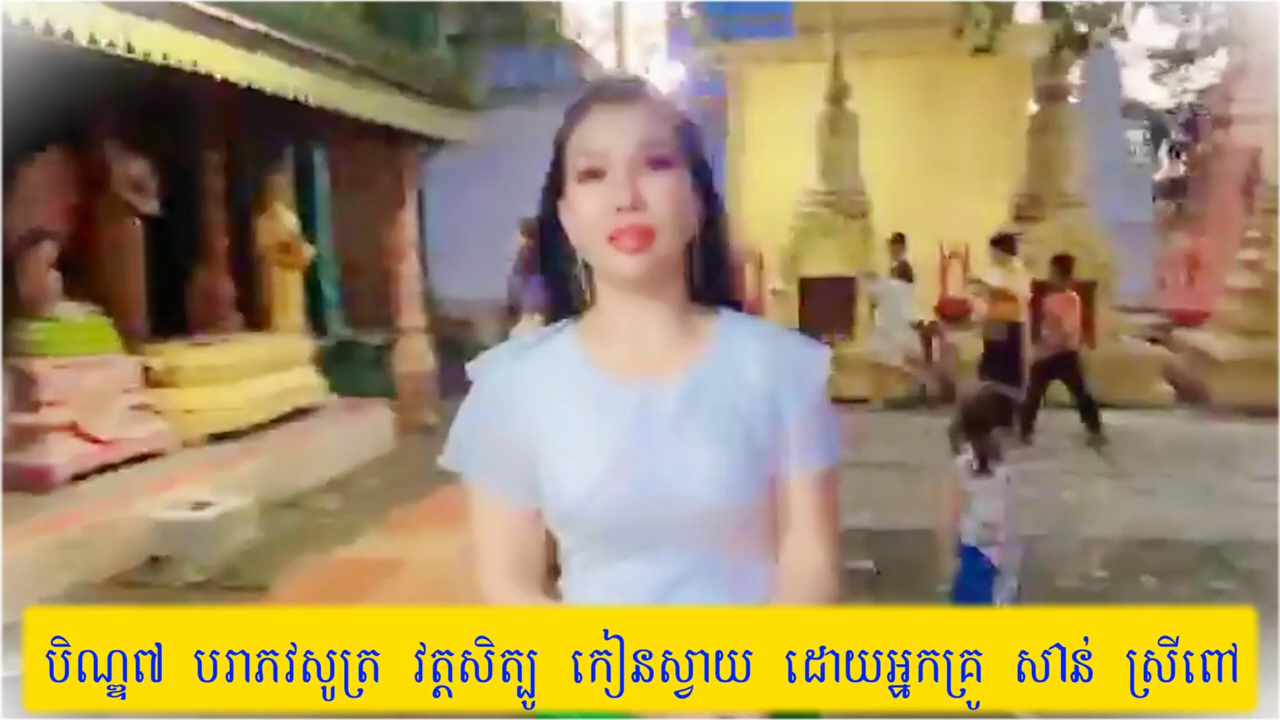 បិណ្ឌ៧ បរាភវសូត្រ វត្តសិត្បូ កៀនស្វាយ ដោយអ្នកគ្រូ សាន់ ស្រីពៅ